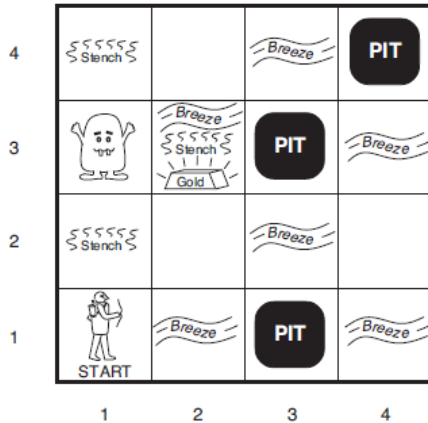 4
Stench
Breeze
PIT
3
Breeze
Stench
Gold
PIT
Breeze
2
Stench
Breeze
1
START
Breeze
PIT
Breeze
1 2 3 4